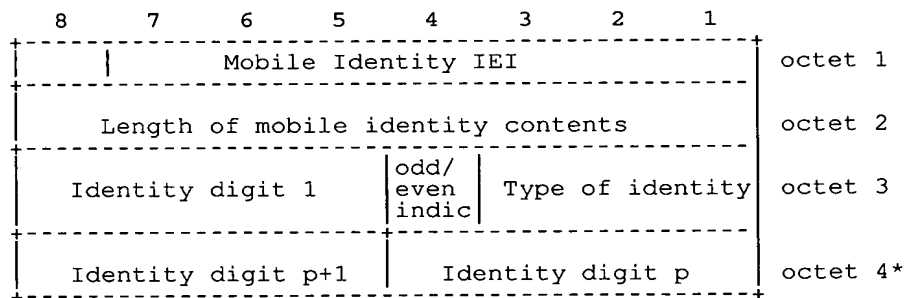 8 7 6 5 4 3 2 1
Mobile Identity IEI octet 1
Length of mobile identity contents octet 2
odd/
Identity digit 1 even Type of identity octet 3
indic
Identity digit p+1 Identity digit p octet 4*